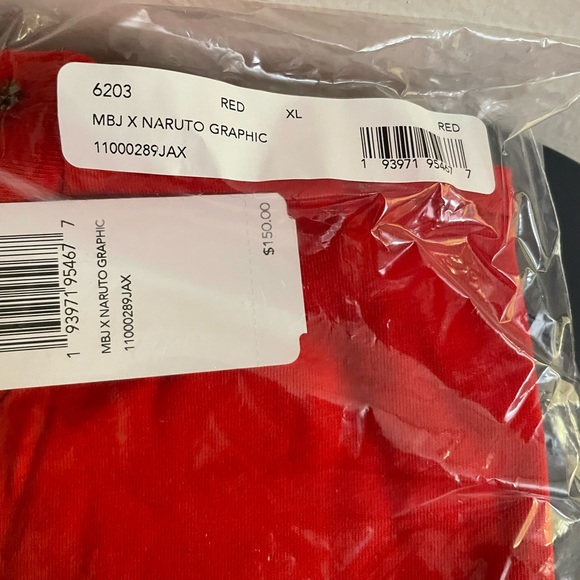 6203 RED XL
MBJ X NARUTO GRAPHIC RED
11000289JAX
1 93971 95467 7
$150.00
1 93971 95467 7
MBJ X NARUTO GRAPHIC
11000289JAX